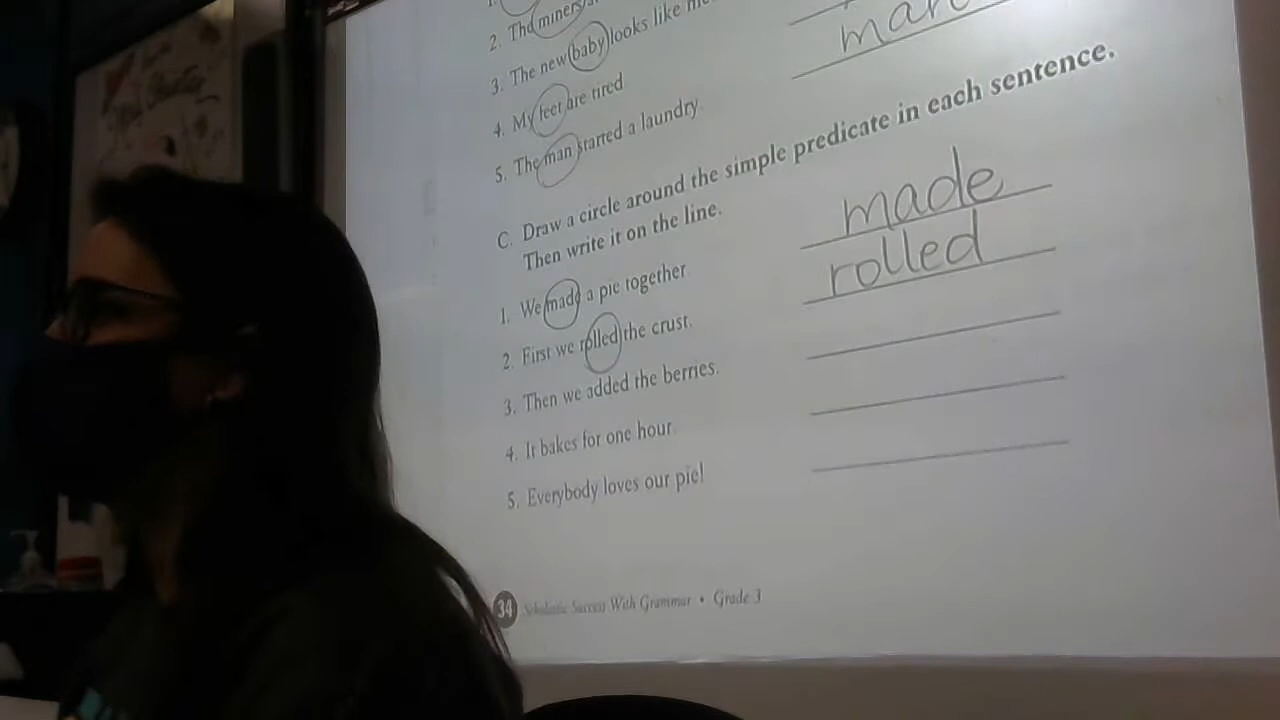 2. The miners
3. The new baby looks like
man
4. My feet are tired
5. The man started a laundry.
C. Draw a circle around the simple predicate in each sentence.
Then write it on the line.
1. We made a pie together
made
2. First we rolled the crust.
rolled
3. Then we added the berries.
4. It bakes for one hour.
5. Everybody loves our pie!
34 Scholastic Success With Grammar • Grade 3